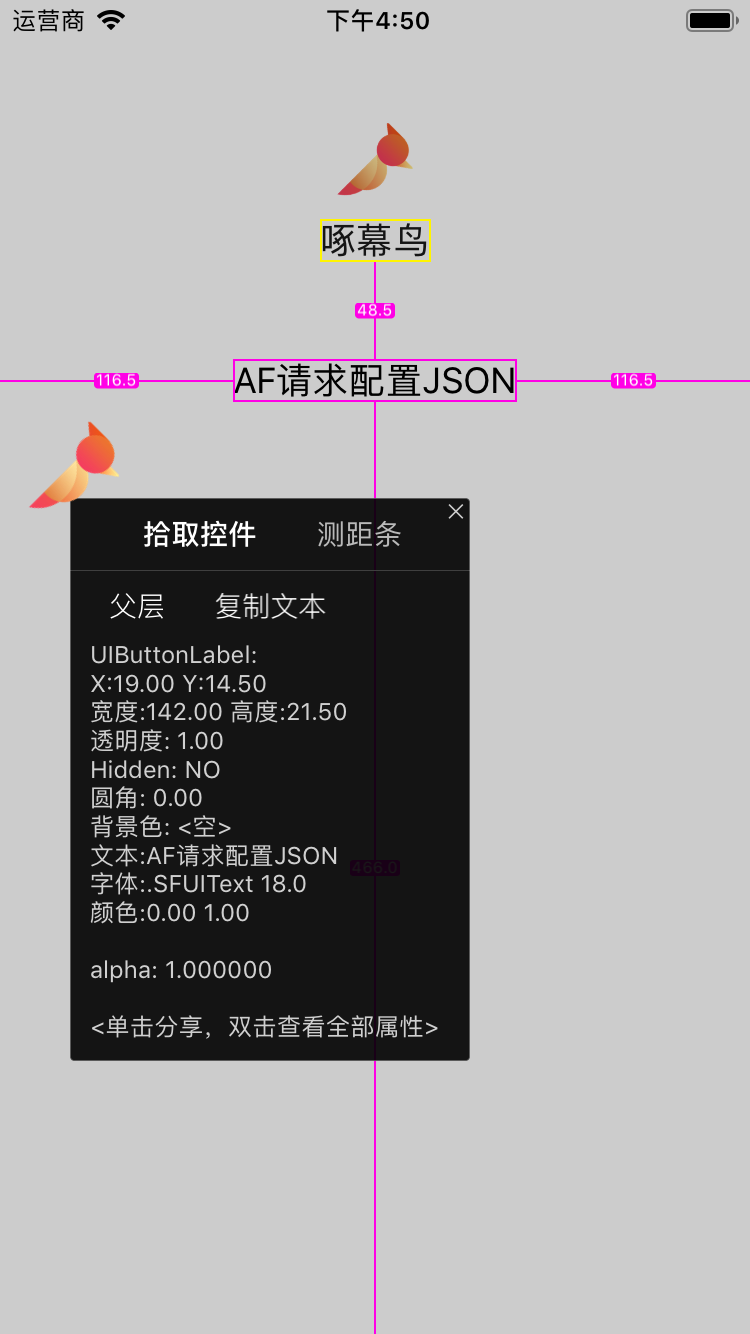 运营商 下午4:50
啄幕鸟
48.5
116.5 AF请求配置JSON 116.5
拾取控件 测距条
父层 复制文本
UIButtonLabel:
X:19.00 Y:14.50
宽度:142.00 高度:21.50
透明度: 1.00
Hidden: NO
圆角: 0.00
背景色: <空>
文本:AF请求配置JSON
466.0
字体:.SFUIText 18.0
颜色:0.00 1.00
alpha: 1.000000
<单击分享，双击查看全部属性>